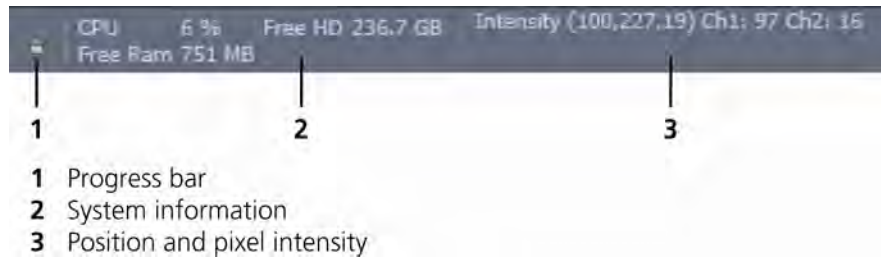 CPU 6 % Free HD 236.7 GB Intensity (100,227,19) Ch1: 97 Ch2: 16
Free Ram 751 MB
1 2 3
1 Progress bar
2 System information
3 Position and pixel intensity